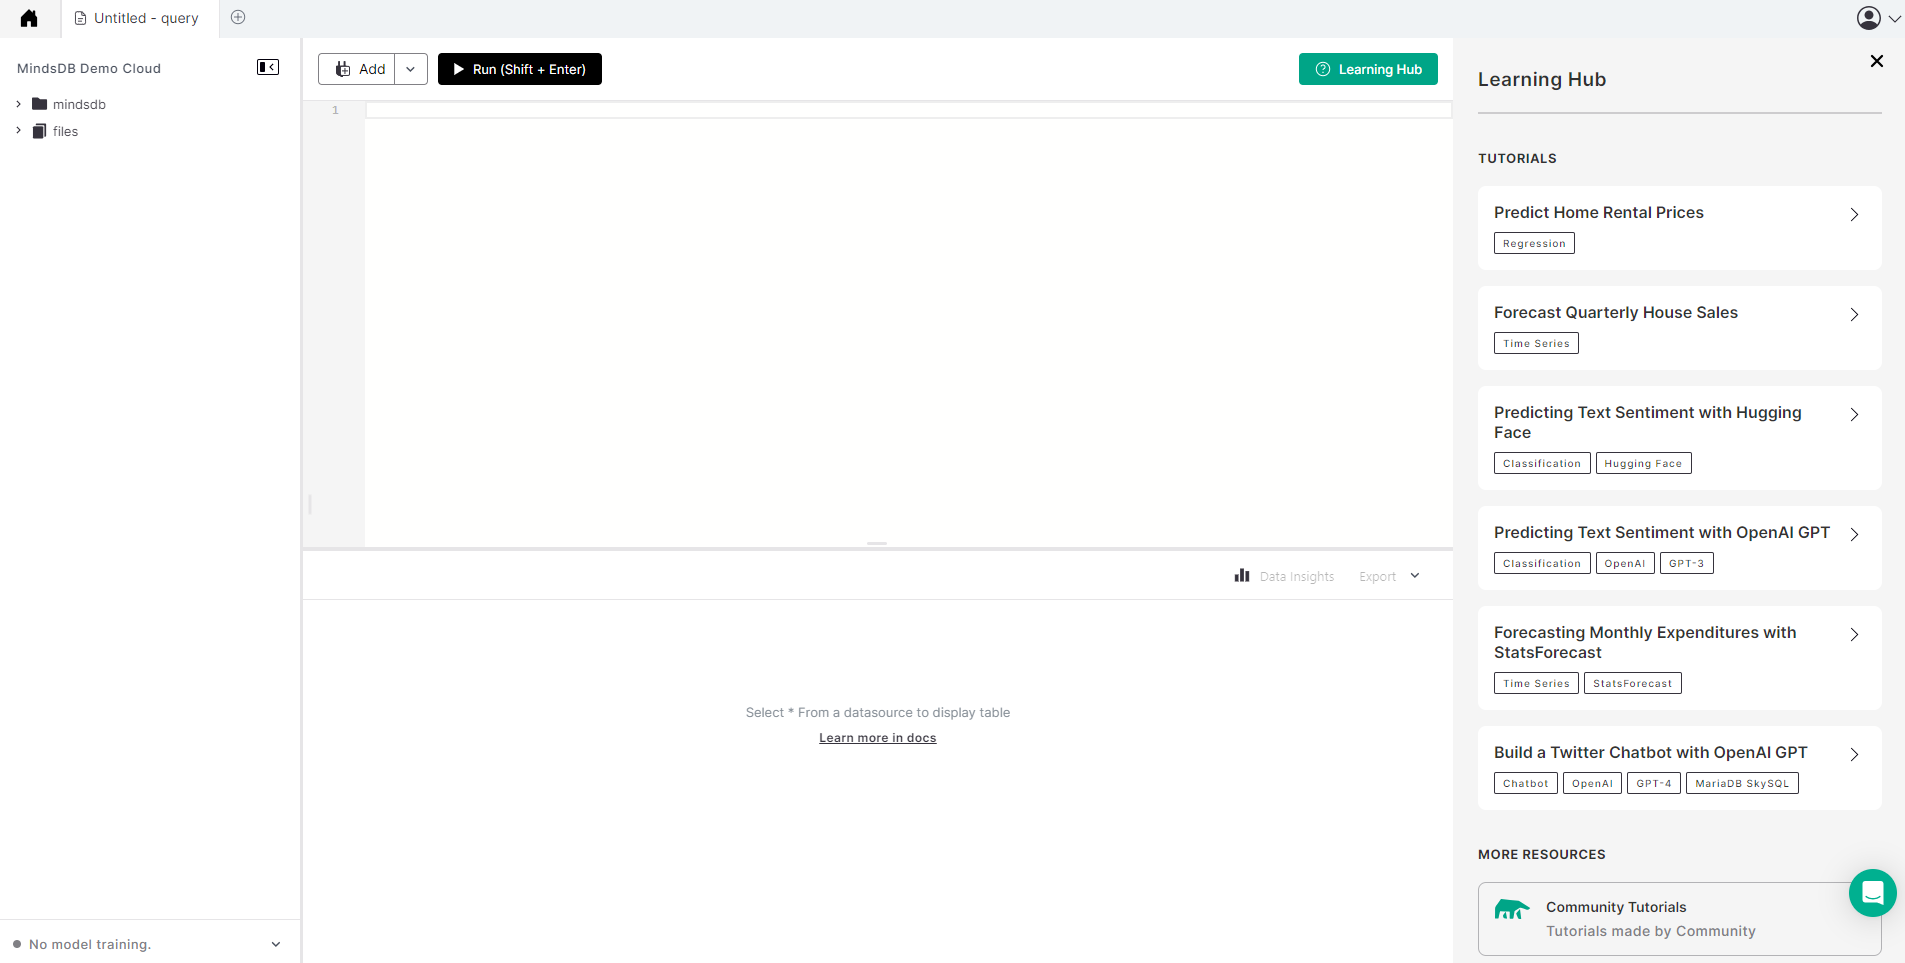 Untitled - query
MindsDB Demo Cloud
mindsdb
files
No model training.
Add
Run (Shift + Enter)
Learning Hub
1
Data Insights
Export
Select * From a datasource to display table
Learn more in docs
Learning Hub
TUTORIALS
Predict Home Rental Prices
Regression
Forecast Quarterly House Sales
Time Series
Predicting Text Sentiment with Hugging
Face
Classification Hugging Face
Predicting Text Sentiment with OpenAI GPT
Classification OpenAI GPT-3
Forecasting Monthly Expenditures with
StatsForecast
Time Series StatsForecast
Build a Twitter Chatbot with OpenAI GPT
Chatbot OpenAI GPT-4 MariaDB SkySQL
MORE RESOURCES
Community Tutorials
Tutorials made by Community